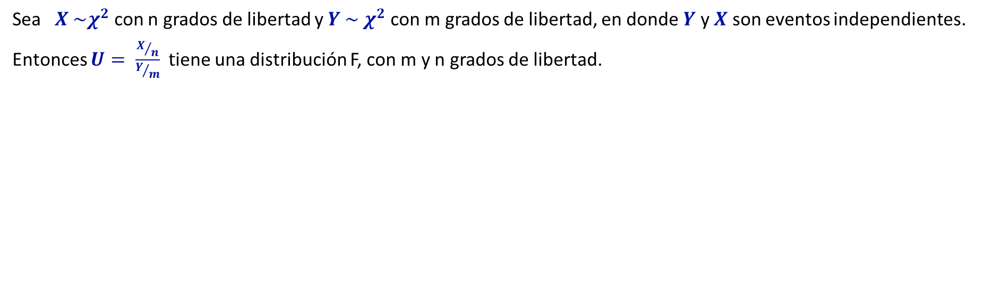 Sea X ~χ² con n grados de libertad y Y ~ χ² con m grados de libertad, en donde Y y X son eventos independientes.
Entonces U = (X/n)/(Y/m) tiene una distribución F, con m y n grados de libertad.